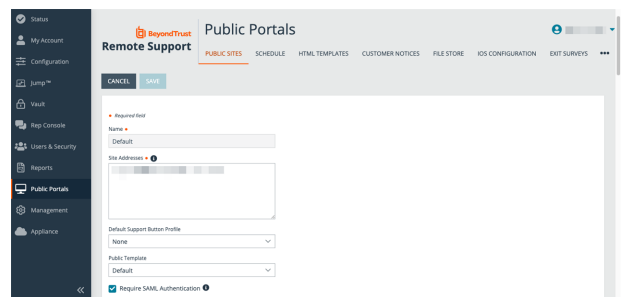 Status
My Account
Configuration
Jump™
Vault
Rep Console
Users & Security
Reports
Public Portals
Management
Appliance
BeyondTrust
Remote Support
Public Portals
PUBLIC SITES SCHEDULE HTML TEMPLATES CUSTOMER NOTICES FILE STORE IOS CONFIGURATION EXIT SURVEYS
CANCEL SAVE
• Required field
Name •
Default
Site Addresses •
Default Support Button Profile
None
Public Template
Default
Require SAML Authentication